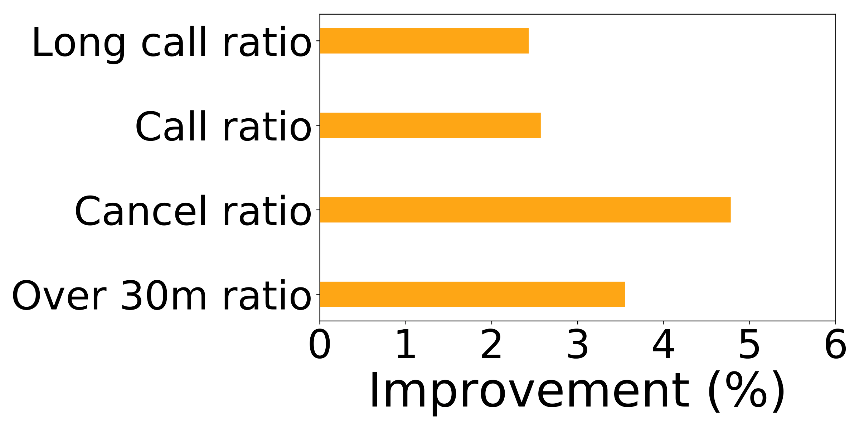 Long call ratio
Call ratio
Cancel ratio
Over 30m ratio
0 1 2 3 4 5 6
Improvement (%)